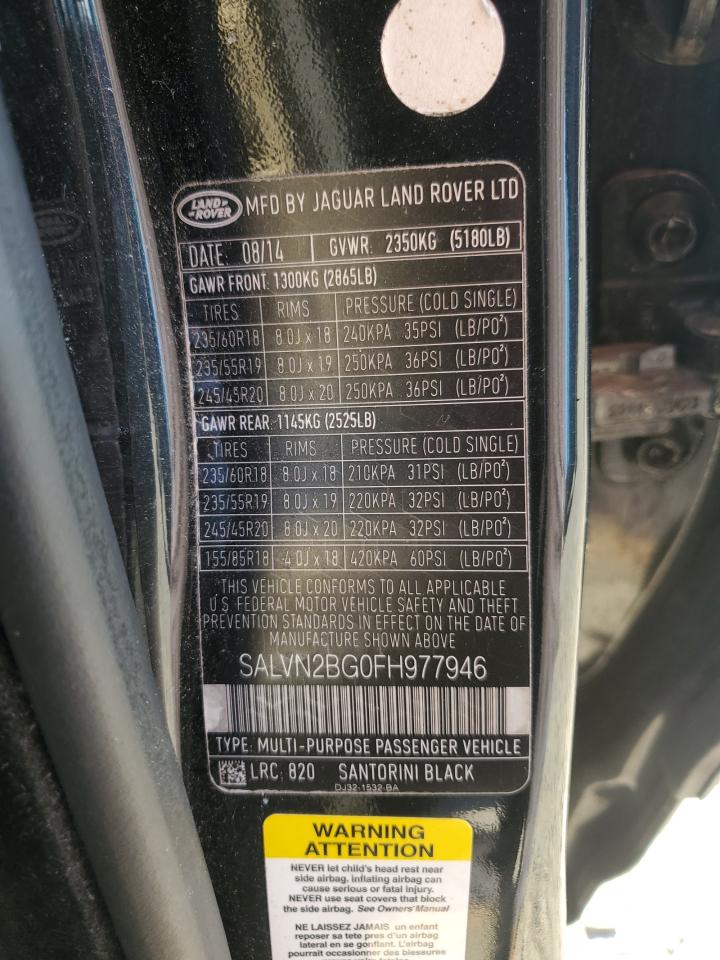 LAND ROVER MFD BY JAGUAR LAND ROVER LTD
DATE: 08/14 GVWR: 2350KG (5180LB)
GAWR FRONT: 1300KG (2865LB)
TIRES RIMS PRESSURE (COLD SINGLE)
235/60R18 8.0J x 18 240KPA 35PSI (LB/PO²)
235/55R19 8.0J x 19 250KPA 36PSI (LB/PO²)
245/45R20 8.0J x 20 250KPA 36PSI (LB/PO²)
GAWR REAR: 1145KG (2525LB)
TIRES RIMS PRESSURE (COLD SINGLE)
235/60R18 8.0J x 18 210KPA 31PSI (LB/PO²)
235/55R19 8.0J x 19 220KPA 32PSI (LB/PO²)
245/45R20 8.0J x 20 220KPA 32PSI (LB/PO²)
155/85R18 4.0J x 18 420KPA 60PSI (LB/PO²)
THIS VEHICLE CONFORMS TO ALL APPLICABLE
U.S. FEDERAL MOTOR VEHICLE SAFETY AND THEFT
PREVENTION STANDARDS IN EFFECT ON THE DATE
OF MANUFACTURE SHOWN ABOVE
SALVN2BG0FH977946
TYPE: MULTI-PURPOSE PASSENGER VEHICLE
LRC: 820 SANTORINI BLACK
DJ32-1532-BA
WARNING
ATTENTION
NEVER let child's head rest near
side airbag, inflating airbag can
cause serious or fatal injury.
NEVER use seat covers that block
the side airbag. See Owners' Manual
NE LAISSEZ JAMAIS un enfant
reposer sa tete pres d'un airbag
lateral en se gonflant. L'airbag
pourrait occasionner des